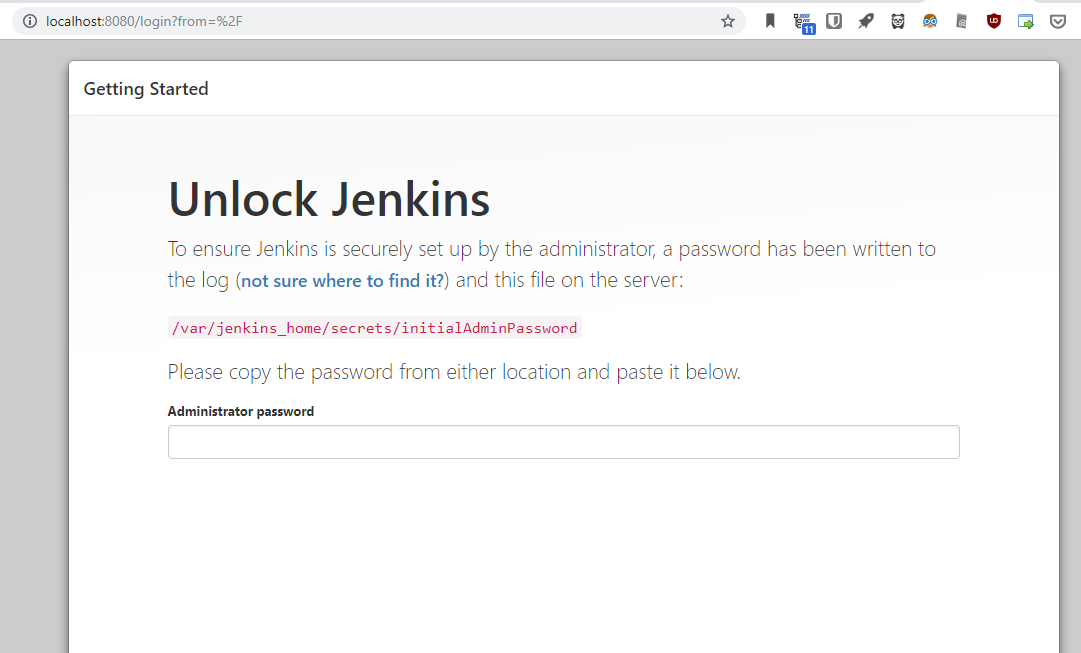 localhost:8080/login?from=%2F
11
Getting Started
Unlock Jenkins
To ensure Jenkins is securely set up by the administrator, a password has been written to
the log (not sure where to find it?) and this file on the server:
/var/jenkins_home/secrets/initialAdminPassword
Please copy the password from either location and paste it below.
Administrator password